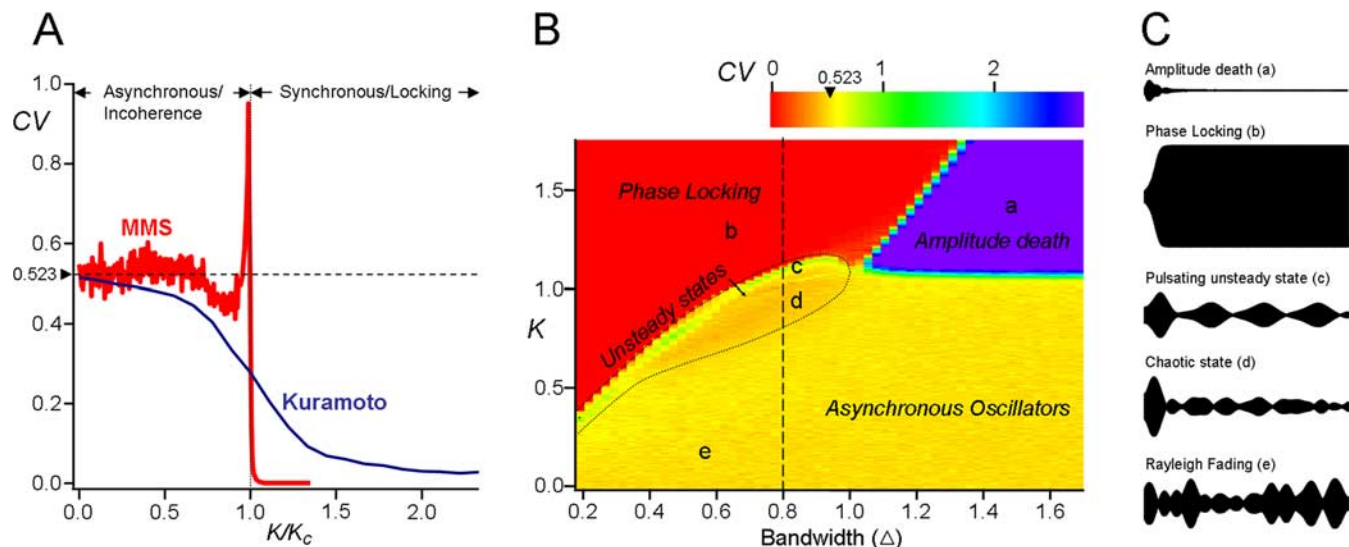 A
1.0
CV
0.8
0.6
0.523
0.4
0.2
0.0
Asynchronous/
Incoherence
Synchronous/Locking
MMS
Kuramoto
0.0
1.0
2.0
K/Kc
B
CV
0
0.523
1
2
1.5
1.0
K
0.5
0.0
Phase Locking
b
a
Amplitude death
c
d
Unsteady states
Asynchronous Oscillators
e
0.2
0.4
0.6
0.8
1.0
1.2
1.4
1.6
Bandwidth (△)
C
Amplitude death (a)
Phase Locking (b)
Pulsating unsteady state (c)
Chaotic state (d)
Rayleigh Fading (e)